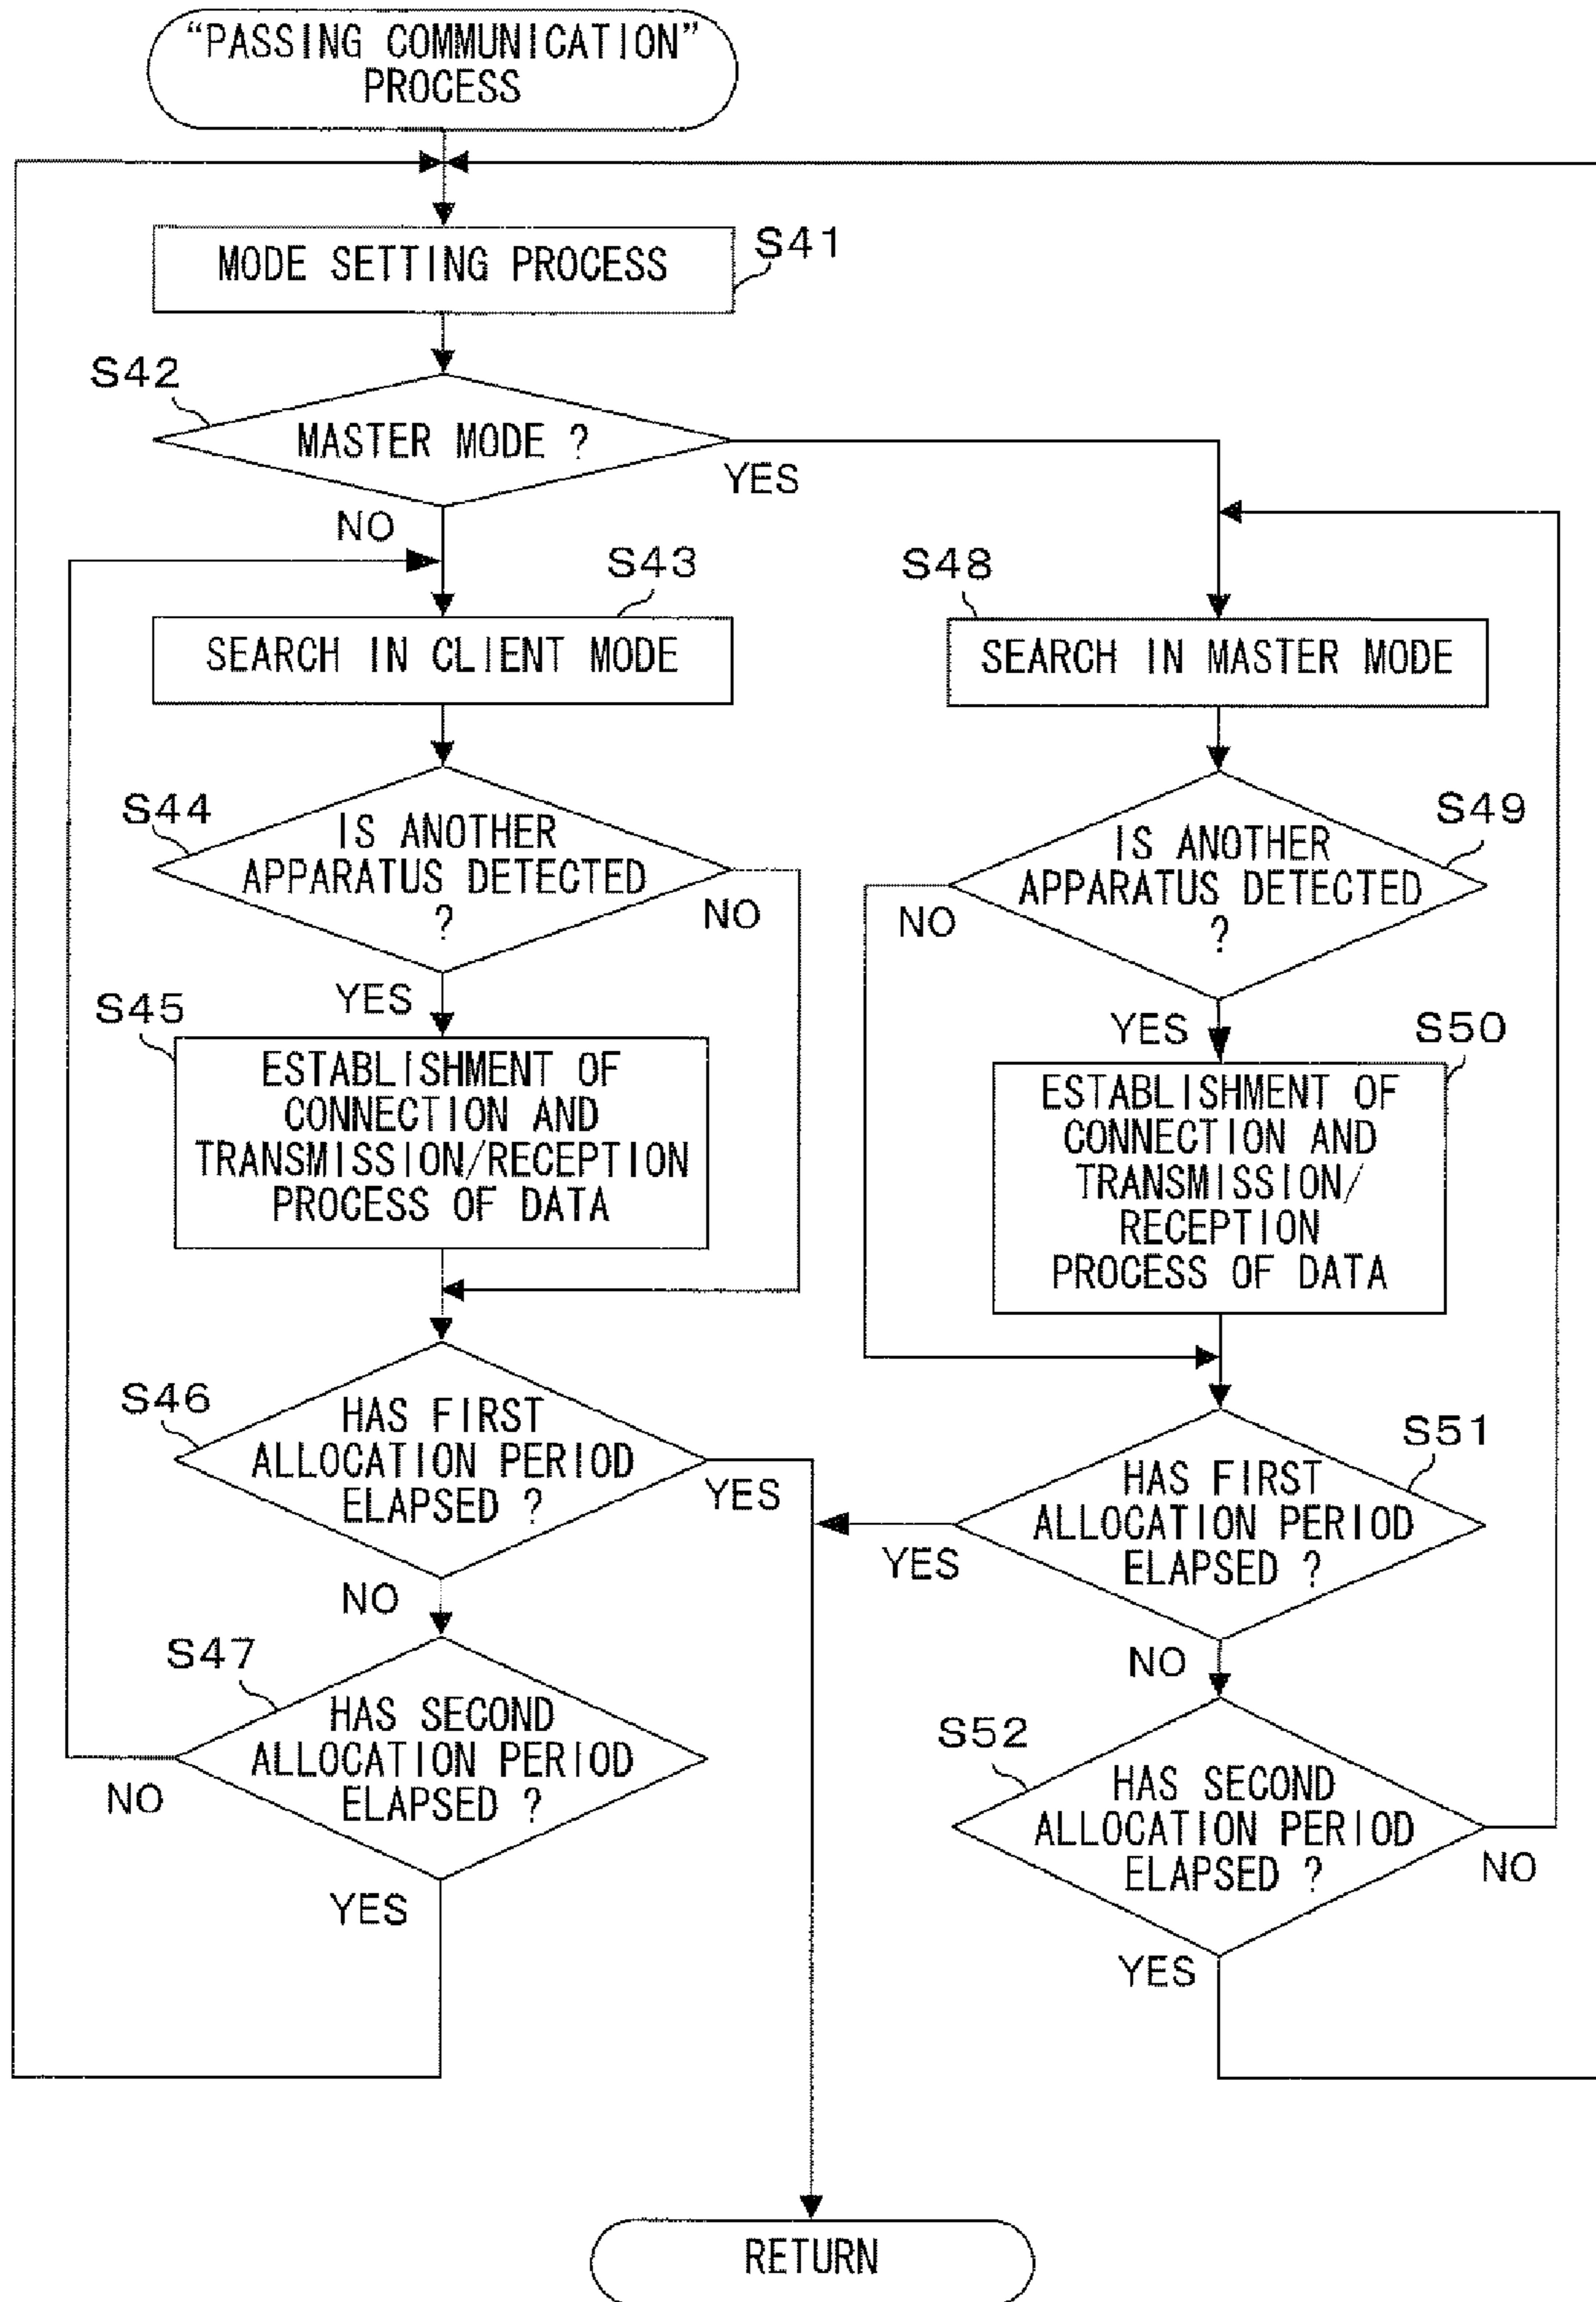 “PASSING COMMUNICATION”
PROCESS
S41
MODE SETTING PROCESS
S42
MASTER MODE ?
YES
NO
S43
SEARCH IN CLIENT MODE
S44
IS ANOTHER
APPARATUS DETECTED
?
NO
YES
S45
ESTABLISHMENT OF
CONNECTION AND
TRANSMISSION/RECEPTION
PROCESS OF DATA
S46
HAS FIRST
ALLOCATION PERIOD
ELAPSED ?
YES
NO
S47
HAS SECOND
ALLOCATION PERIOD
ELAPSED ?
NO
YES
S48
SEARCH IN MASTER MODE
S49
IS ANOTHER
APPARATUS DETECTED
?
NO
YES
S50
ESTABLISHMENT OF
CONNECTION AND
TRANSMISSION/
RECEPTION
PROCESS OF DATA
S51
HAS FIRST
ALLOCATION PERIOD
ELAPSED ?
YES
NO
S52
HAS SECOND
ALLOCATION PERIOD
ELAPSED ?
NO
YES
RETURN